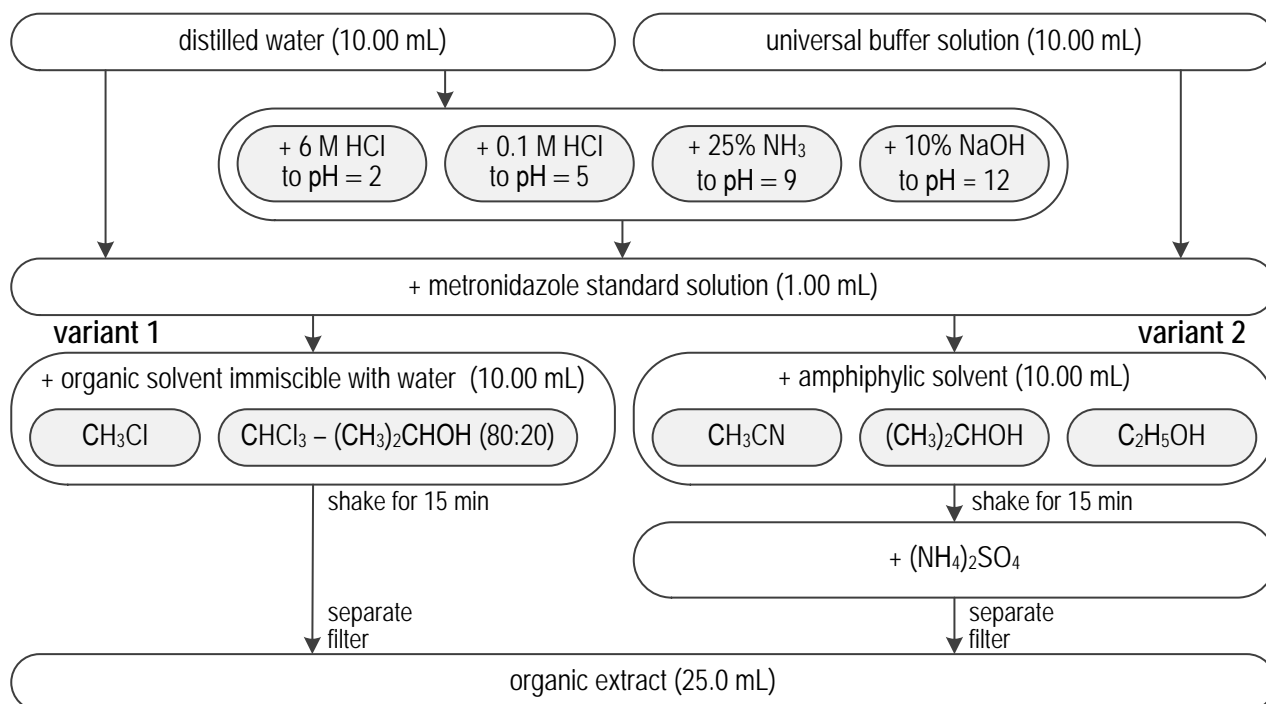 distilled water (10.00 mL)
universal buffer solution (10.00 mL)
+ 6 M HCl
to pH = 2
+ 0.1 M HCl
to pH = 5
+ 25% NH₃
to pH = 9
+ 10% NaOH
to pH = 12
+ metronidazole standard solution (1.00 mL)
variant 1
variant 2
+ organic solvent immiscible with water (10.00 mL)
CH₃Cl
CHCl₃ – (CH₃)₂CHOH (80:20)
+ amphiphylic solvent (10.00 mL)
CH₃CN
(CH₃)₂CHOH
C₂H₅OH
shake for 15 min
shake for 15 min
+ (NH₄)₂SO₄
separate
filter
separate
filter
organic extract (25.0 mL)